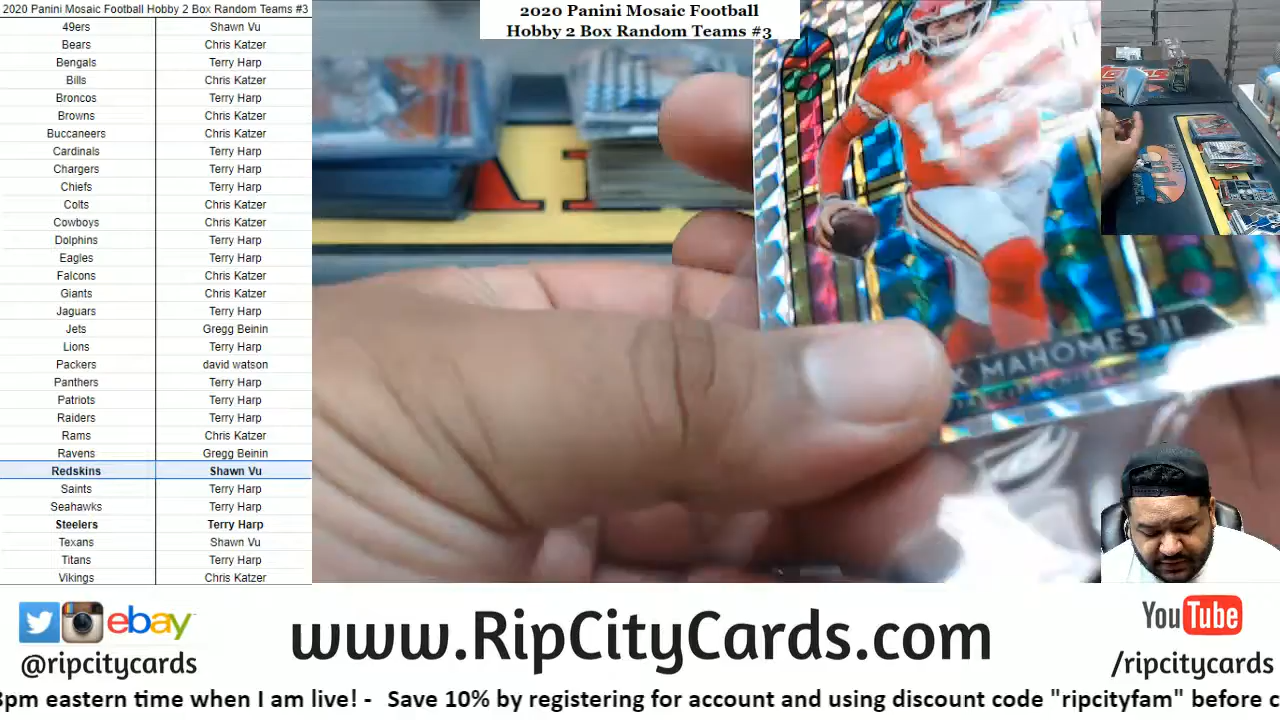 2020 Panini Mosaic Football Hobby 2 Box Random Teams #3
49ers Shawn Vu
Bears Chris Katzer
Bengals Terry Harp
Bills Chris Katzer
Broncos Terry Harp
Browns Chris Katzer
Buccaneers Chris Katzer
Cardinals Terry Harp
Chargers Terry Harp
Chiefs Terry Harp
Colts Chris Katzer
Cowboys Chris Katzer
Dolphins Terry Harp
Eagles Terry Harp
Falcons Chris Katzer
Giants Chris Katzer
Jaguars Terry Harp
Jets Gregg Beinin
Lions Terry Harp
Packers david watson
Panthers Terry Harp
Patriots Terry Harp
Raiders Terry Harp
Rams Chris Katzer
Ravens Gregg Beinin
Redskins Shawn Vu
Saints Terry Harp
Seahawks Terry Harp
Steelers Terry Harp
Texans Shawn Vu
Titans Terry Harp
Vikings Chris Katzer
2020 Panini Mosaic Football
Hobby 2 Box Random Teams #3
15
MAHOMES II
ebay
@ripcitycards
www.RipCityCards.com
YouTube
/ripcitycards
8pm eastern time when I am live! - Save 10% by registering for account and using discount code "ripcityfam" before c